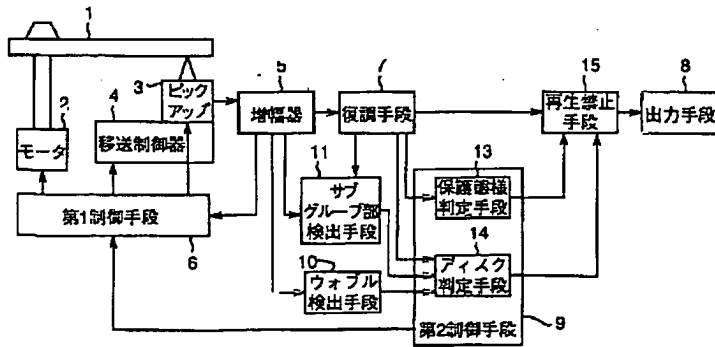 1
2
モータ
3
ピック
アップ
4
移送制御器
5
増幅器
7
復調手段
15
再生禁止
手段
8
出力手段
11
サブ
グループ部
検出手段
13
保護態様
判定手段
14
ディスク
判定手段
10
ウォブル
検出手段
第1制御手段
6
第2制御手段
9